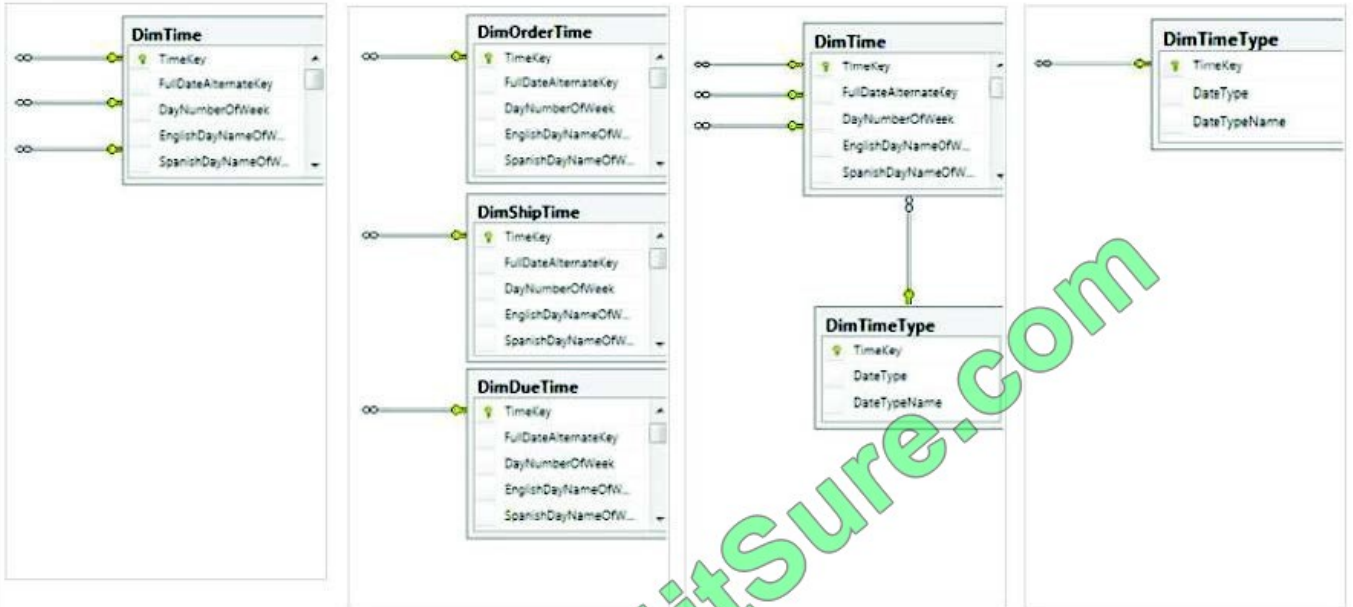 DimTime
TimeKey
FullDateAlternateKey
DayNumberOfWeek
EnglishDayNameOfW...
SpanishDayNameOfW...
DimOrderTime
TimeKey
FullDateAlternateKey
DayNumberOfWeek
EnglishDayNameOfW...
SpanishDayNameOfW...
DimShipTime
TimeKey
FullDateAlternateKey
DayNumberOfWeek
EnglishDayNameOfW...
SpanishDayNameOfW...
DimDueTime
TimeKey
FullDateAlternateKey
DayNumberOfWeek
EnglishDayNameOfW...
SpanishDayNameOfW...
DimTime
TimeKey
FullDateAlternateKey
DayNumberOfWeek
EnglishDayNameOfW...
SpanishDayNameOfW...
DimTimeType
TimeKey
DateType
DateTypeName
DimTimeType
TimeKey
DateType
DateTypeName
itSure.com